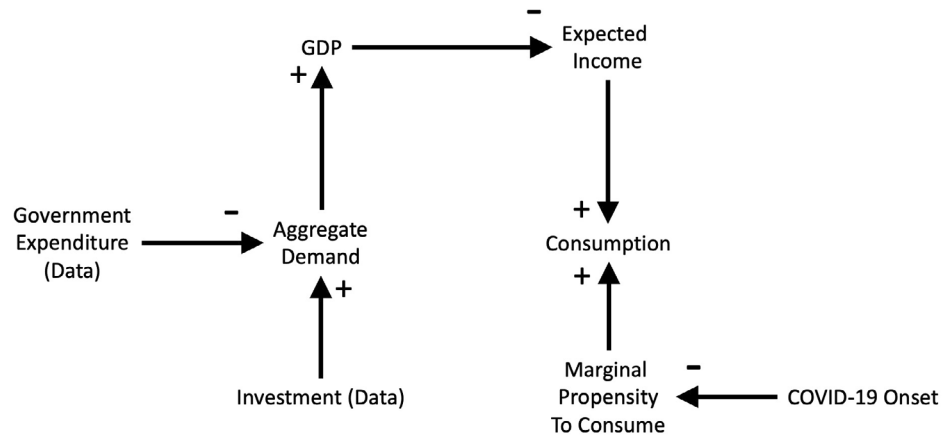 GDP
-
Expected
Income
+
Government
Expenditure
(Data)
-
Aggregate
Demand
+
Consumption
+
+
Investment (Data)
Marginal
Propensity
To Consume
-
COVID-19 Onset